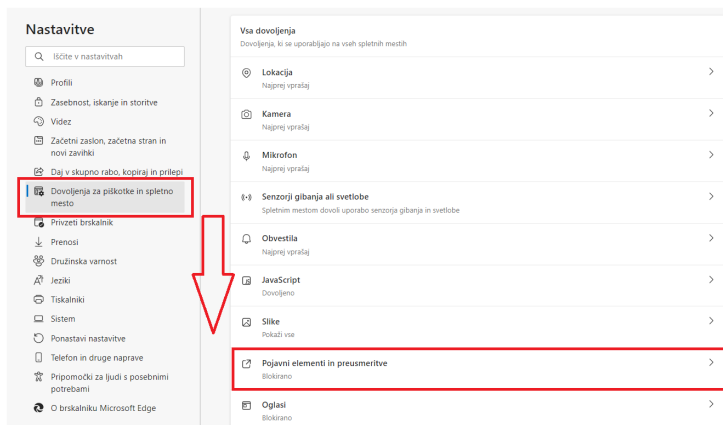 Nastavitve
Iščite v nastavitvah
Profili
Zasebnost, iskanje in storitve
Videz
Začetni zaslon, začetna stran in
novi zavihki
Daj v skupno rabo, kopiraj in prilepi
Dovoljenja za piškotke in spletno
mesto
Privzeti brskalnik
Prenosi
Družinska varnost
Jeziki
Tiskalniki
Sistem
Ponastavi nastavitve
Telefon in druge naprave
Pripomočki za ljudi s posebnimi
potrebami
O brskalniku Microsoft Edge
Vsa dovoljenja
Dovoljenja, ki se uporabljajo na vseh spletnih mestih
Lokacija
Najprej vprašaj
Kamera
Najprej vprašaj
Mikrofon
Najprej vprašaj
Senzorji gibanja ali svetlobe
Spletnim mestom dovoli uporabo senzorja gibanja in svetlobe
Obvestila
Najprej vprašaj
JavaScript
Dovoljeno
Slike
Pokaži vse
Pojavni elementi in preusmeritve
Blokirano
Oglasi
Blokirano